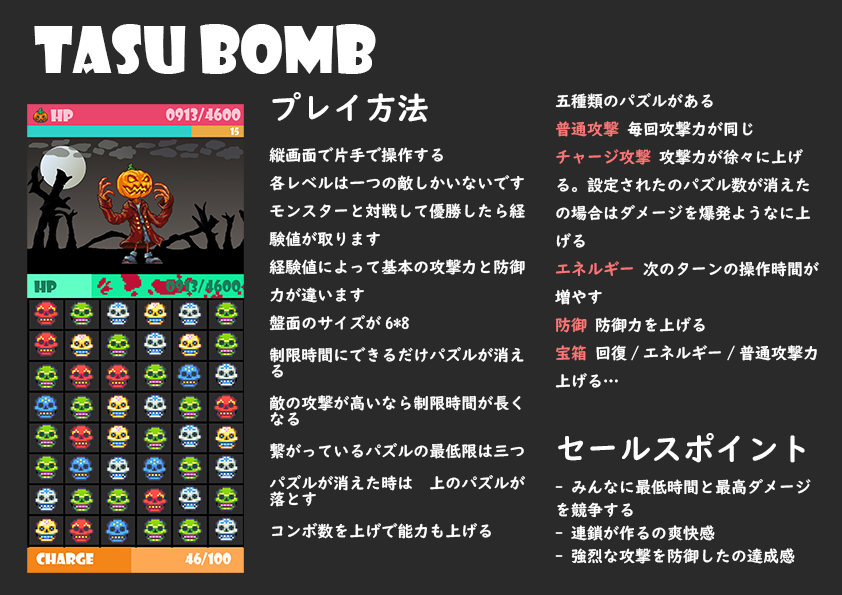 TASU BOMB
HP 0913/4600
15
HP 0913/4600
CHARGE 46/100
プレイ方法
縦画面で片手で操作する
各レベルは一つの敵しかいないです
モンスターと対戦して優勝したら経
験値が取ります
経験値によって基本の攻撃力と防御
力が違います
盤面のサイズが 6*8
制限時間にできるだけパズルが消え
る
敵の攻撃が高いなら制限時間が長く
なる
繋がっているパズルの最低限は三つ
パズルが消えた時は　上のパズルが
落とす
コンボ数を上げで能力も上げる
五種類のパズルがある
普通攻撃 毎回攻撃力が同じ
チャージ攻撃 攻撃力が徐々に上げ
る。設定されたのパズル数が消えた
の場合はダメージを爆発ようなに上
げる
エネルギー 次のターンの操作時間が
増やす
防御 防御力を上げる
宝箱 回復 / エネルギー / 普通攻撃力
上げる…
セールスポイント
- みんなに最低時間と最高ダメージ
を競争する
- 連鎖が作るの爽快感
- 強烈な攻撃を防御したの達成感